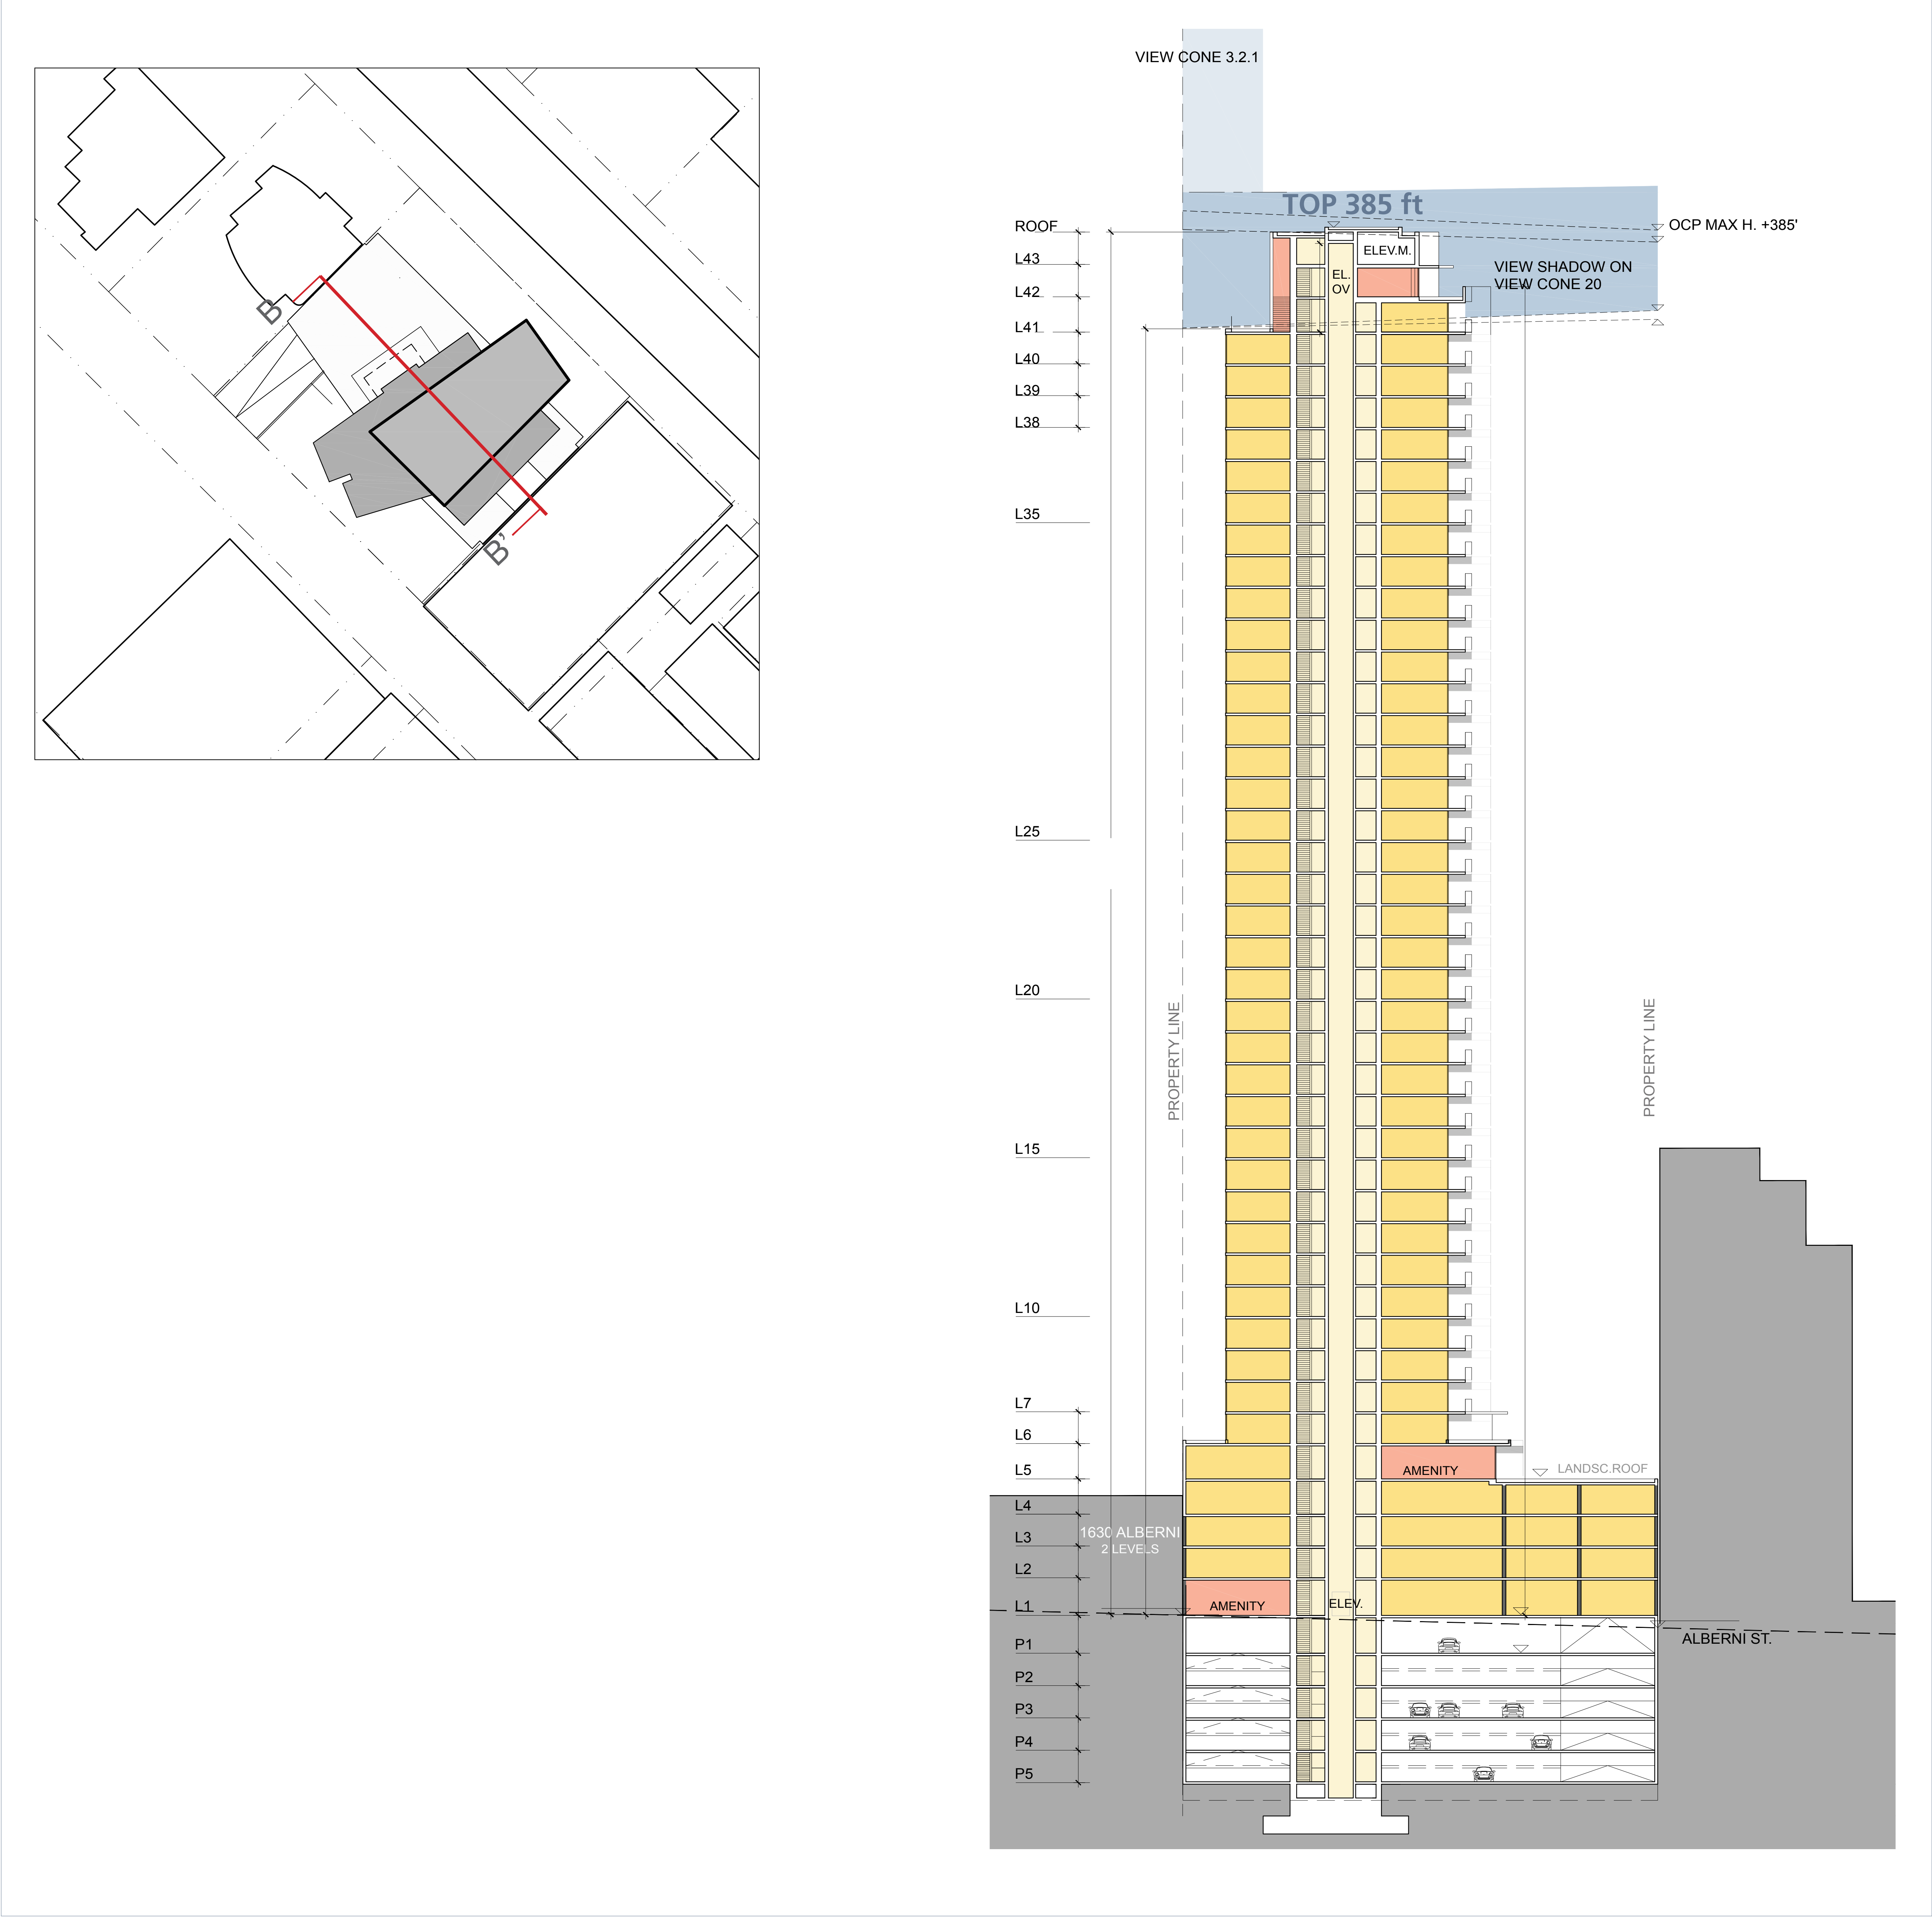 VIEW CONE 3.2.1
TOP 385 ft
OCP MAX H. +385'
ROOF
ELEV.M.
L43
VIEW SHADOW ON
VIEW CONE 20
EL.
OV
L42
L41
L40
L39
L38
L35
L25
L20
PROPERTY LINE
PROPERTY LINE
L15
L10
L7
L6
L5
AMENITY
LANDSC.ROOF
L4
1630 ALBERNI
2 LEVELS
L3
L2
L1
AMENITY
ELEV.
ALBERNI ST.
P1
P2
P3
P4
P5
B
B'